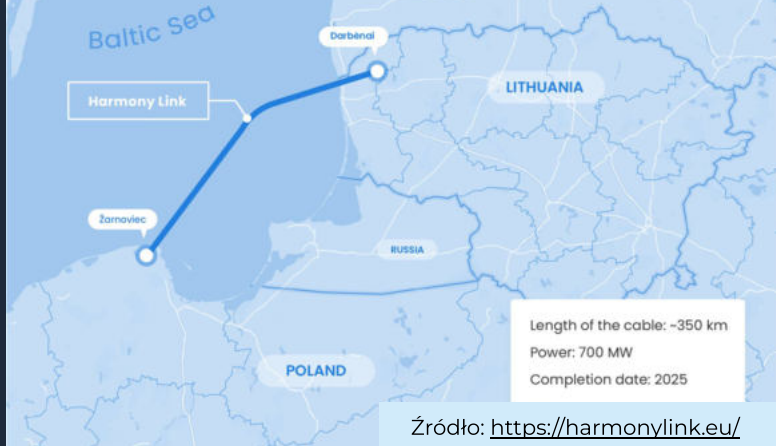 Baltic Sea
Darbėnai
LITHUANIA
Harmony Link
Žarnoviec
RUSSIA
POLAND
Length of the cable: ~350 km
Power: 700 MW
Completion date: 2025
Źródło: https://harmonylink.eu/